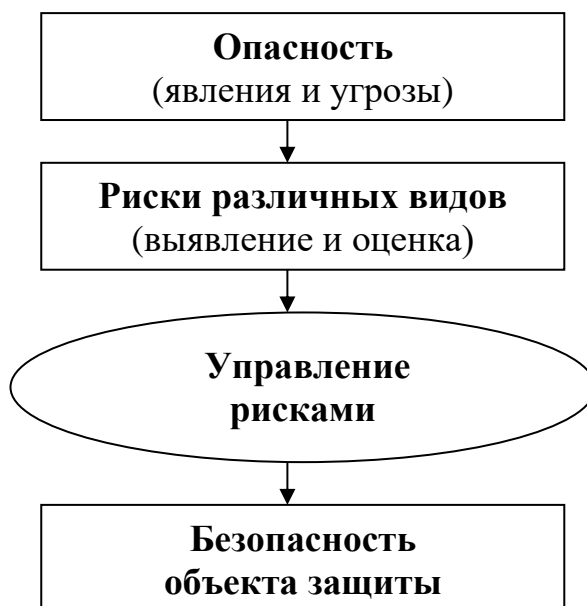 Опасность
(явления и угрозы)
Риски различных видов
(выявление и оценка)
Управление
рисками
Безопасность
объекта защиты